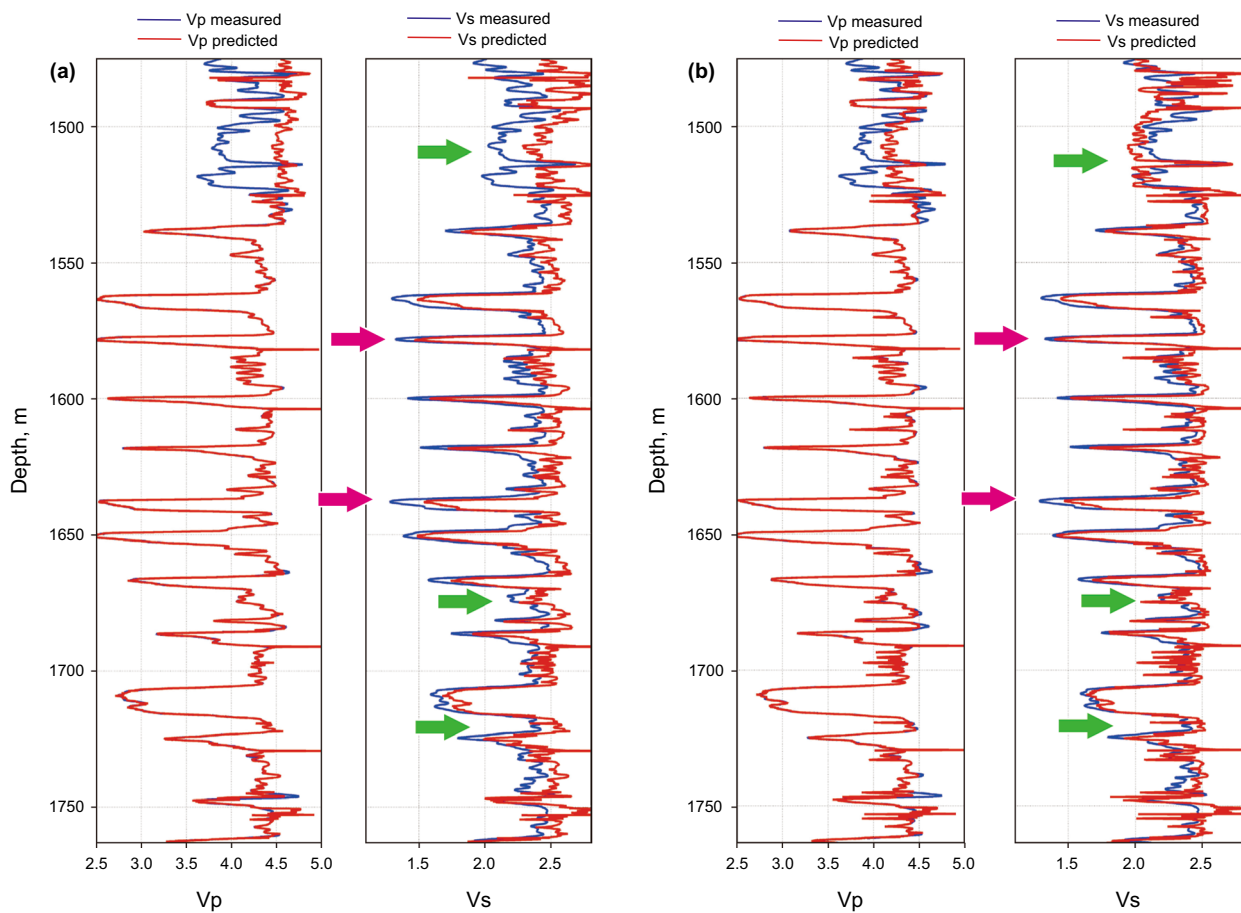 Vp measured
Vp predicted
Vs measured
Vs predicted
Vp measured
Vp predicted
Vs measured
Vs predicted
(a)
(b)
1500
1550
1600
1650
1700
1750
Depth, m
2.5 3.0 3.5 4.0 4.5 5.0
Vp
1.5 2.0 2.5
Vs
1500
1550
1600
1650
1700
1750
Depth, m
2.5 3.0 3.5 4.0 4.5 5.0
Vp
1.5 2.0 2.5
Vs